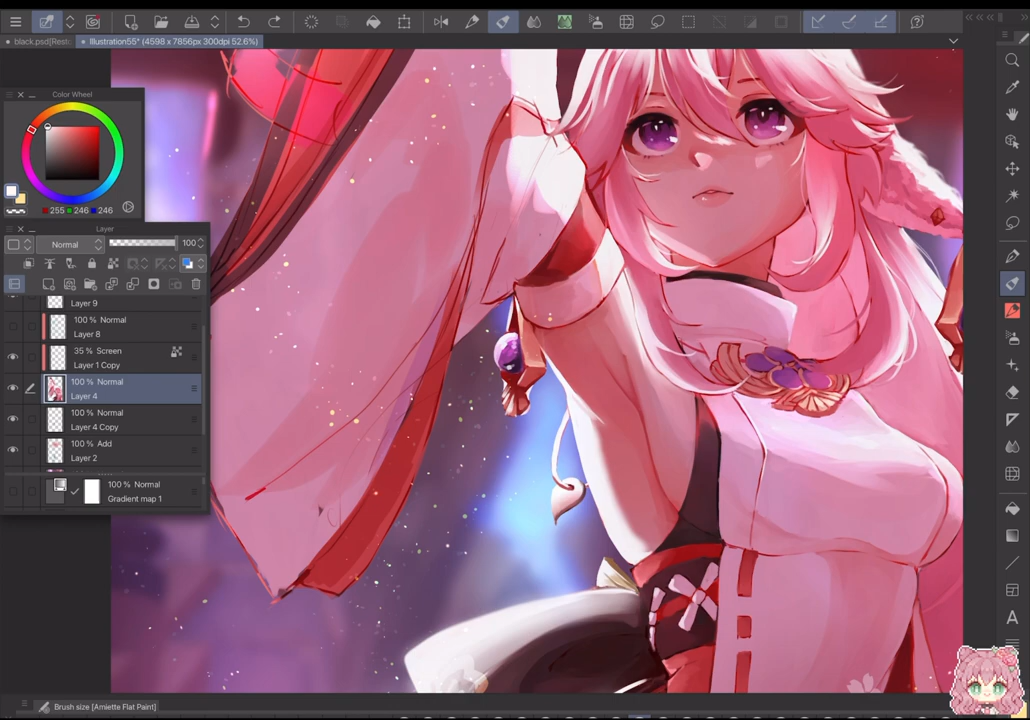 black.psd[Rest:
Illustration55* (4598 x 7856px 300dpi 52.6%)
Color Wheel
255 246 246
Layer
Normal 100
Layer 9
100 % Normal
Layer 8
35 % Screen
Layer 1 Copy
100 % Normal
Layer 4
100 % Normal
Layer 4 Copy
100 % Add
Layer 2
100 % Normal
Gradient map 1
A
Brush size [Amiette Flat Paint]